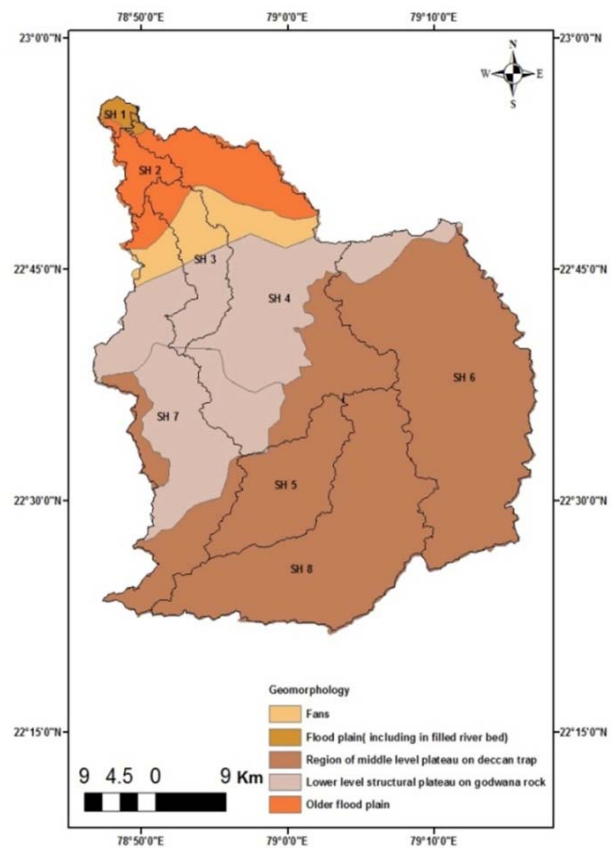 78°50'0"E 79°0'0"E 79°10'0"E
23°0'0"N 23°0'0"N
N
W E
S
SH 1
SH 2
SH 3
22°45'0"N 22°45'0"N
SH 4
SH 6
SH 7
SH 5
22°30'0"N 22°30'0"N
SH 8
Geomorphology
Fans
Flood plain( including in filled river bed)
22°15'0"N 22°15'0"N
Region of middle level plateau on deccan trap
Lower level structural plateau on godwana rock
Older flood plain
9 4.5 0 9 Km
78°50'0"E 79°0'0"E 79°10'0"E